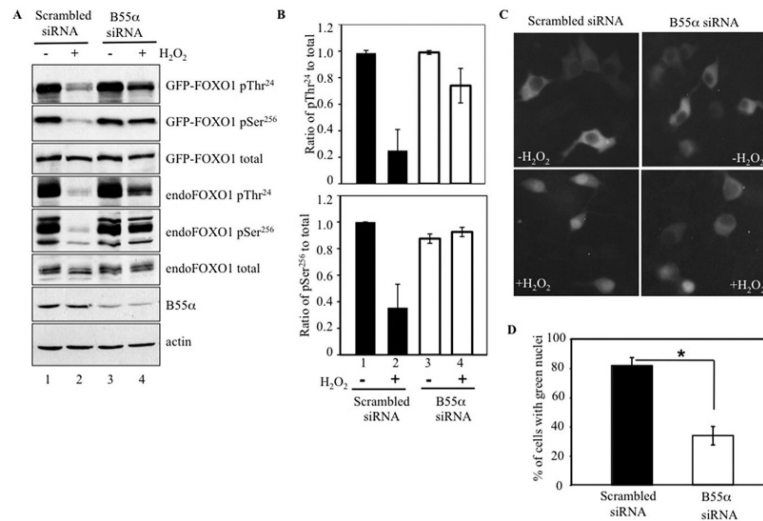 A
Scrambled siRNA
B55α siRNA
- + - + H₂O₂
GFP-FOXO1 pThr²⁴
GFP-FOXO1 pSer²⁵⁶
GFP-FOXO1 total
endoFOXO1 pThr²⁴
endoFOXO1 pSer²⁵⁶
endoFOXO1 total
B55α
actin
1 2 3 4
B
Ratio of pThr²⁴ to total
1.0
0.8
0.6
0.4
0.2
0
Ratio of pSer²⁵⁶ to total
1.2
1.0
0.8
0.6
0.4
0.2
0
1 2 3 4
H₂O₂ - + - +
Scrambled
siRNA
B55α
siRNA
C
Scrambled siRNA
B55α siRNA
-H₂O₂
-H₂O₂
+H₂O₂
+H₂O₂
D
% of cells with green nuclei
100
80
60
40
20
0
*
Scrambled
siRNA
B55α
siRNA